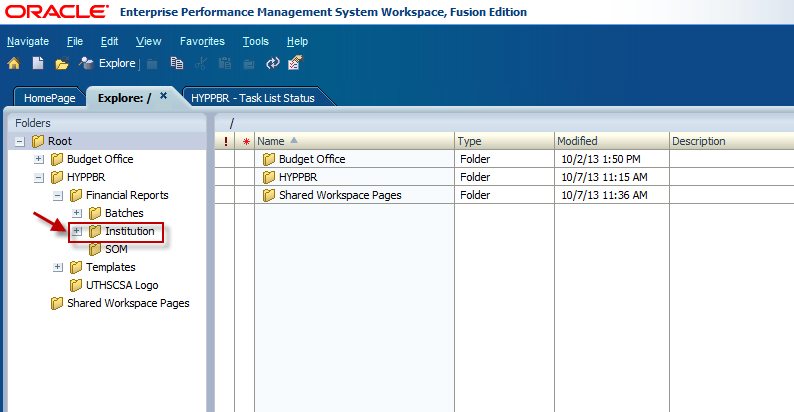 ORACLE® Enterprise Performance Management System Workspace, Fusion Edition
Navigate File Edit View Favorites Tools Help
Explore
HomePage Explore: / HYPPBR - Task List Status
Folders
/
Root
! * Name Type Modified Description
Budget Office
Budget Office Folder 10/2/13 1:50 PM
HYPPBR
HYPPBR Folder 10/7/13 11:15 AM
Financial Reports
Shared Workspace Pages Folder 10/7/13 11:36 AM
Batches
Institution
SOM
Templates
UTHSCSA Logo
Shared Workspace Pages